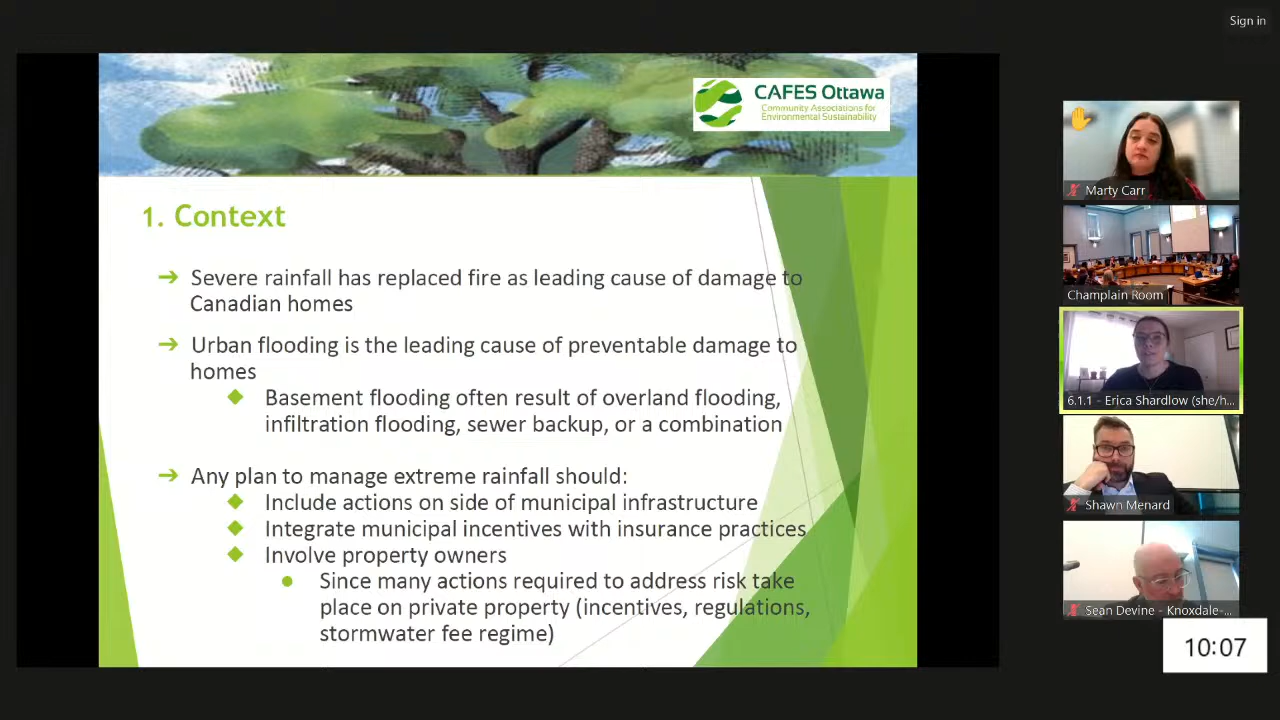 Sign in
CAFES Ottawa
Community Associations for
Environmental Sustainability
1. Context
➔ Severe rainfall has replaced fire as leading cause of damage to
Canadian homes
➔ Urban flooding is the leading cause of preventable damage to
homes
◆ Basement flooding often result of overland flooding,
infiltration flooding, sewer backup, or a combination
➔ Any plan to manage extreme rainfall should:
◆ Include actions on side of municipal infrastructure
◆ Integrate municipal incentives with insurance practices
◆ Involve property owners
● Since many actions required to address risk take
place on private property (incentives, regulations,
stormwater fee regime)
Marty Carr
Champlain Room
6.1.1 - Erica Shardlow (she/h...
Shawn Menard
Sean Devine - Knoxdale-...
10:07